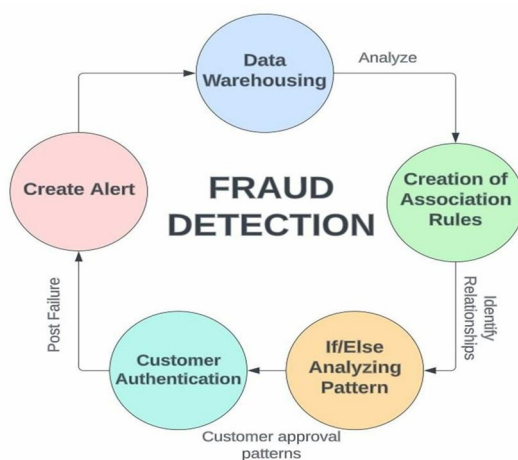 Data
Warehousing
Analyze
Creation of
Association
Rules
Identify
Relationships
If/Else
Analyzing
Pattern
Customer approval
patterns
Customer
Authentication
Post Failure
Create Alert
FRAUD
DETECTION